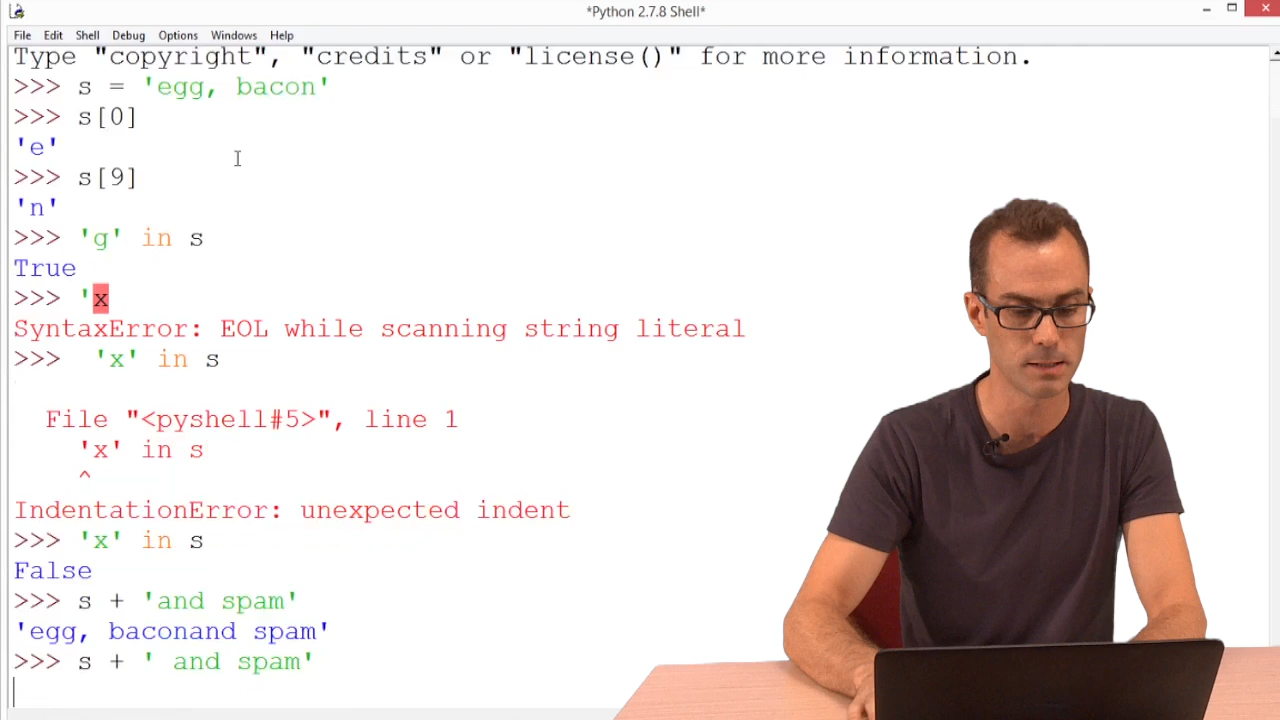 *Python 2.7.8 Shell*
File Edit Shell Debug Options Windows Help
Type "copyright", "credits" or "license()" for more information.
>>> s = 'egg, bacon'
>>> s[0]
'e'
>>> s[9]
'n'
>>> 'g' in s
True
>>> 'x
SyntaxError: EOL while scanning string literal
>>>  'x' in s
  File "<pyshell#5>", line 1
    'x' in s
    ^
IndentationError: unexpected indent
>>> 'x' in s
False
>>> s + 'and spam'
'egg, baconand spam'
>>> s + ' and spam'